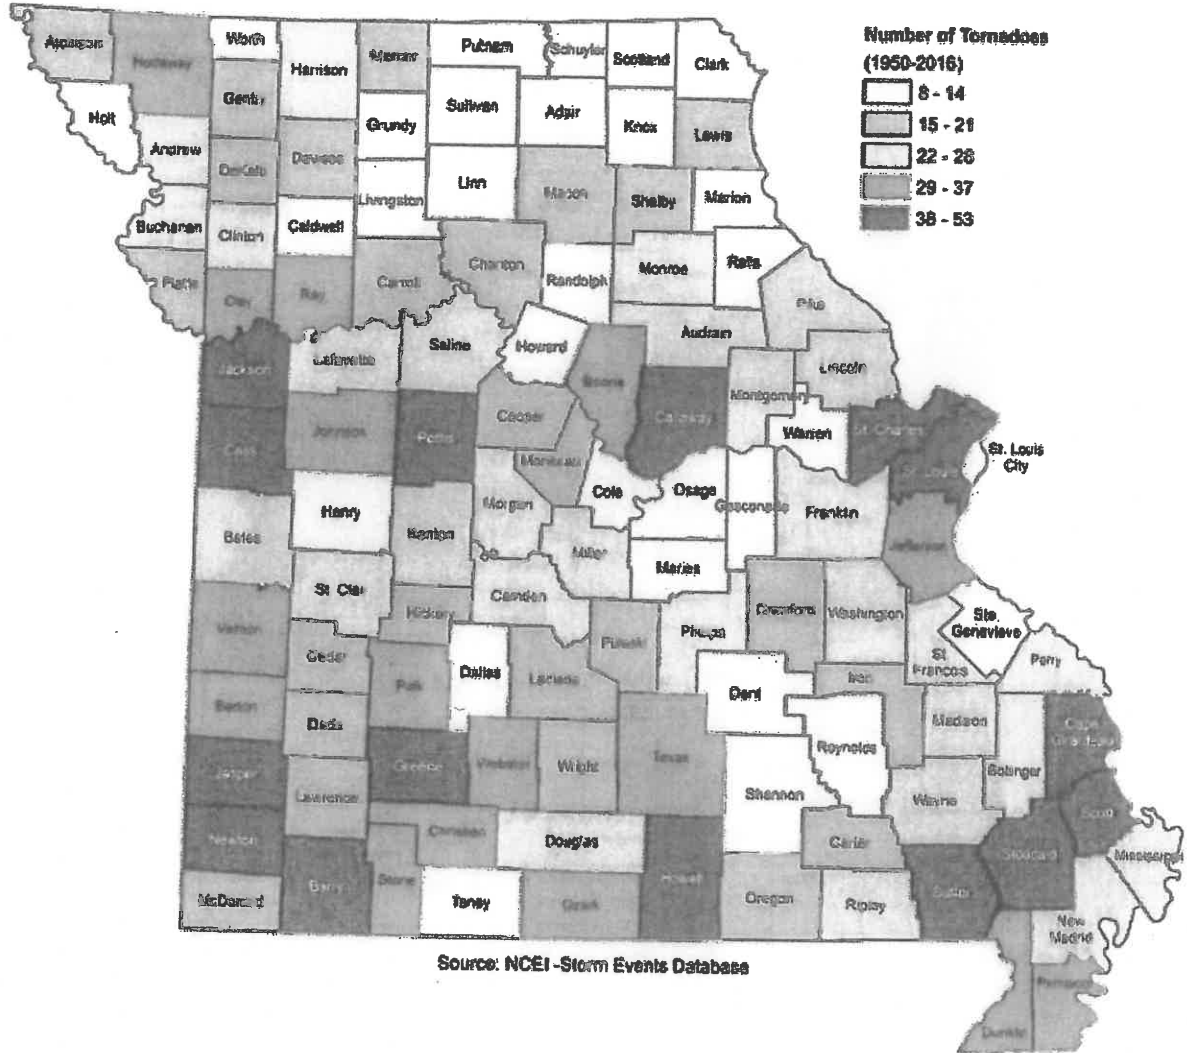 Number of Tornadoes
(1950-2016)
8 - 14
15 - 21
22 - 28
29 - 37
38 - 53
Atchison
Nodaway
Worth
Harrison
Mercer
Putnam
Schuyler
Scotland
Clark
Holt
Gentry
Sullivan
Adair
Knox
Lewis
Andrew
DeKalb
Daviess
Grundy
Linn
Macon
Shelby
Marion
Livingston
Buchanan
Clinton
Caldwell
Chariton
Randolph
Monroe
Ralls
Platte
Clay
Ray
Carroll
Pike
Audrain
Saline
Howard
Lafayette
Jackson
Boone
Lincoln
Callaway
Montgomery
Cooper
Johnson
Pettis
Warren
St. Charles
Cass
Moniteau
St. Louis
St. Louis
City
Cole
Osage
Gasconade
Franklin
Henry
Morgan
Bates
Benton
Miller
Jefferson
Maries
St. Clair
Camden
Hickory
Crawford
Washington
Ste.
Genevieve
Vernon
Pulaski
Phelps
St
Francois
Perry
Cedar
Polk
Dallas
Laclede
Dent
Iron
Barton
Dade
Madison
Cape
Girardeau
Reynolds
Jasper
Greene
Webster
Wright
Texas
Bollinger
Lawrence
Shannon
Wayne
Scott
Newton
Christian
Douglas
Carter
Stoddard
Mississippi
Barry
Stone
Howell
Butler
McDonald
Taney
Ozark
Oregon
Ripley
New
Madrid
Pemiscot
Dunklin
Source: NCEI -Storm Events Database